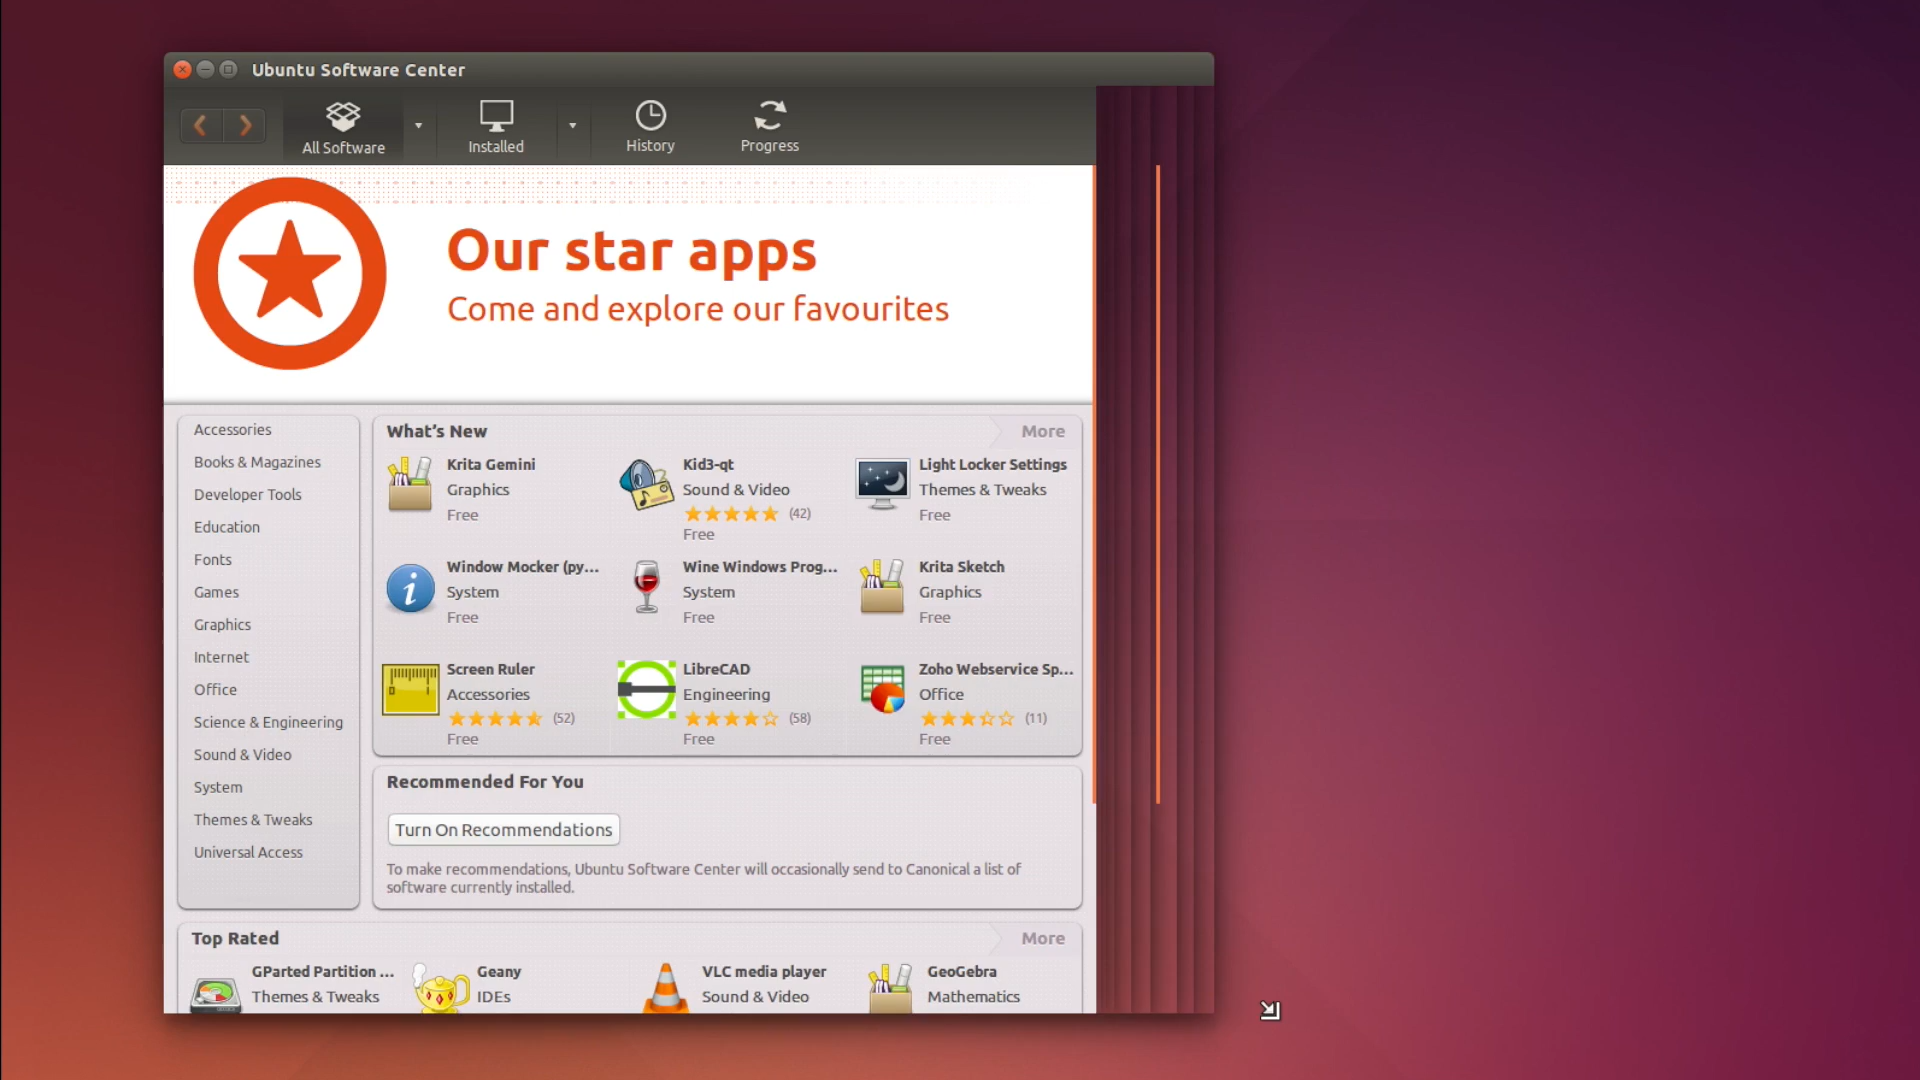 Ubuntu Software Center
All Software
Installed
History
Progress
Our star apps
Come and explore our favourites
Accessories
Books & Magazines
Developer Tools
Education
Fonts
Games
Graphics
Internet
Office
Science & Engineering
Sound & Video
System
Themes & Tweaks
Universal Access
What's New
More
Krita Gemini
Graphics
Free
Kid3-qt
Sound & Video
(42)
Free
Light Locker Settings
Themes & Tweaks
Free
Window Mocker (py...
System
Free
Wine Windows Prog...
System
Free
Krita Sketch
Graphics
Free
Screen Ruler
Accessories
(52)
Free
LibreCAD
Engineering
(58)
Free
Zoho Webservice Sp...
Office
(11)
Free
Recommended For You
Turn On Recommendations
To make recommendations, Ubuntu Software Center will occasionally send to Canonical a list of
software currently installed.
Top Rated
More
GParted Partition ...
Themes & Tweaks
Geany
IDEs
VLC media player
Sound & Video
GeoGebra
Mathematics